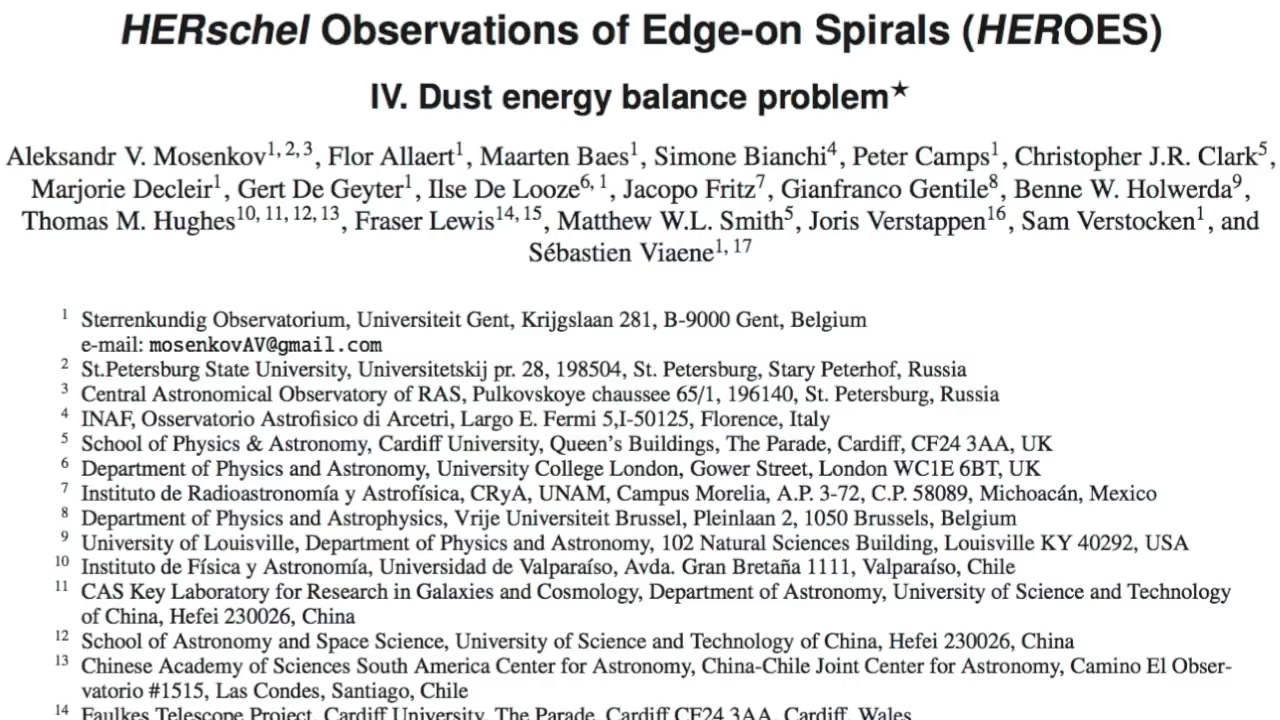 HERschel Observations of Edge-on Spirals (HEROES)
IV. Dust energy balance problem★
Aleksandr V. Mosenkov1, 2, 3, Flor Allaert1, Maarten Baes1, Simone Bianchi4, Peter Camps1, Christopher J.R. Clark5,
Marjorie Decleir1, Gert De Geyter1, Ilse De Looze6, 1, Jacopo Fritz7, Gianfranco Gentile8, Benne W. Holwerda9,
Thomas M. Hughes10, 11, 12, 13, Fraser Lewis14, 15, Matthew W.L. Smith5, Joris Verstappen16, Sam Verstocken1, and
Sébastien Viaene1, 17
1 Sterrenkundig Observatorium, Universiteit Gent, Krijgslaan 281, B-9000 Gent, Belgium
e-mail: mosenkovAV@gmail.com
2 St.Petersburg State University, Universitetskij pr. 28, 198504, St. Petersburg, Stary Peterhof, Russia
3 Central Astronomical Observatory of RAS, Pulkovskoye chaussee 65/1, 196140, St. Petersburg, Russia
4 INAF, Osservatorio Astrofisico di Arcetri, Largo E. Fermi 5,I-50125, Florence, Italy
5 School of Physics & Astronomy, Cardiff University, Queen's Buildings, The Parade, Cardiff, CF24 3AA, UK
6 Department of Physics and Astronomy, University College London, Gower Street, London WC1E 6BT, UK
7 Instituto de Radioastronomía y Astrofísica, CRyA, UNAM, Campus Morelia, A.P. 3-72, C.P. 58089, Michoacán, Mexico
8 Department of Physics and Astrophysics, Vrije Universiteit Brussel, Pleinlaan 2, 1050 Brussels, Belgium
9 University of Louisville, Department of Physics and Astronomy, 102 Natural Sciences Building, Louisville KY 40292, USA
10 Instituto de Física y Astronomía, Universidad de Valparaíso, Avda. Gran Bretaña 1111, Valparaíso, Chile
11 CAS Key Laboratory for Research in Galaxies and Cosmology, Department of Astronomy, University of Science and Technology
of China, Hefei 230026, China
12 School of Astronomy and Space Science, University of Science and Technology of China, Hefei 230026, China
13 Chinese Academy of Sciences South America Center for Astronomy, China-Chile Joint Center for Astronomy, Camino El Obser-
vatorio #1515, Las Condes, Santiago, Chile
14 Faulkes Telescope Project, Cardiff University, The Parade, Cardiff CF24 3AA, Cardiff, Wales